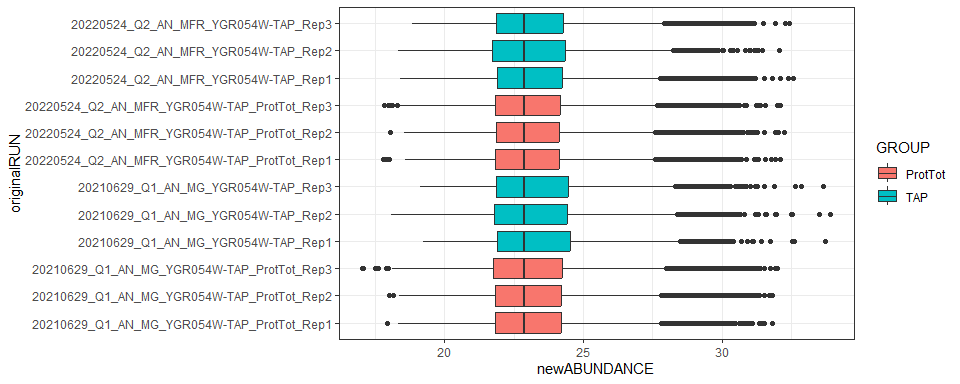 20220524_Q2_AN_MFR_YGR054W-TAP_Rep3
20220524_Q2_AN_MFR_YGR054W-TAP_Rep2
20220524_Q2_AN_MFR_YGR054W-TAP_Rep1
20220524_Q2_AN_MFR_YGR054W-TAP_ProtTot_Rep3
20220524_Q2_AN_MFR_YGR054W-TAP_ProtTot_Rep2
20220524_Q2_AN_MFR_YGR054W-TAP_ProtTot_Rep1
20210629_Q1_AN_MG_YGR054W-TAP_Rep3
20210629_Q1_AN_MG_YGR054W-TAP_Rep2
20210629_Q1_AN_MG_YGR054W-TAP_Rep1
20210629_Q1_AN_MG_YGR054W-TAP_ProtTot_Rep3
20210629_Q1_AN_MG_YGR054W-TAP_ProtTot_Rep2
20210629_Q1_AN_MG_YGR054W-TAP_ProtTot_Rep1
originalRUN
20 25 30
newABUNDANCE
GROUP
ProtTot
TAP